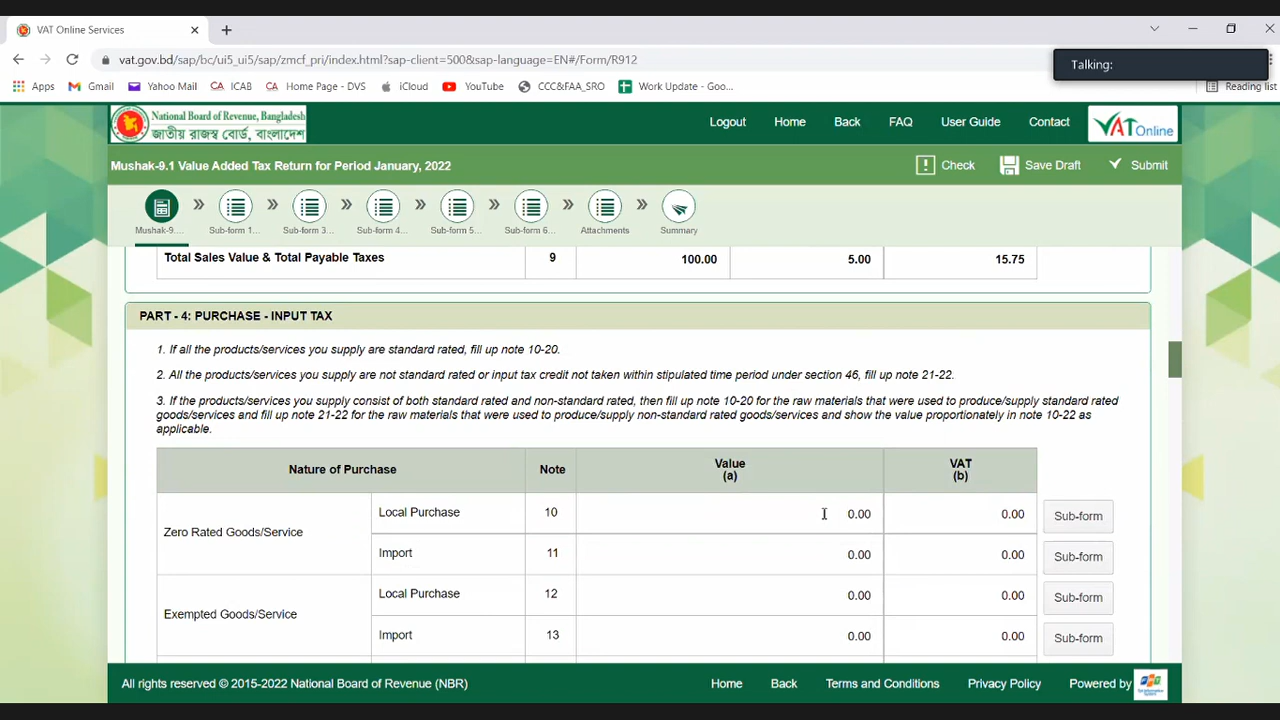 VAT Online Services
vat.gov.bd/sap/bc/ui5_ui5/sap/zmcf_pri/index.html?sap-client=500&sap-language=EN#/Form/R912
Talking:
Apps Gmail Yahoo Mail CA ICAB CA Home Page - DVS iCloud YouTube CCC&FAA_SRO Work Update - Goo... Reading list
National Board of Revenue, Bangladesh
জাতীয় রাজস্ব বোর্ড, বাংলাদেশ
Logout Home Back FAQ User Guide Contact VAT Online
Mushak-9.1 Value Added Tax Return for Period January, 2022 Check Save Draft Submit
Mushak-9.... Sub-form 1... Sub-form 3... Sub-form 4... Sub-form 5... Sub-form 6... Attachments Summary
Total Sales Value & Total Payable Taxes 9 100.00 5.00 15.75
PART - 4: PURCHASE - INPUT TAX
1. If all the products/services you supply are standard rated, fill up note 10-20.
2. All the products/services you supply are not standard rated or input tax credit not taken within stipulated time period under section 46, fill up note 21-22.
3. If the products/services you supply consist of both standard rated and non-standard rated, then fill up note 10-20 for the raw materials that were used to produce/supply standard rated
goods/services and fill up note 21-22 for the raw materials that were used to produce/supply non-standard rated goods/services and show the value proportionately in note 10-22 as
applicable.
Nature of Purchase Note Value (a) VAT (b)
Zero Rated Goods/Service Local Purchase 10 0.00 0.00 Sub-form
Import 11 0.00 0.00 Sub-form
Exempted Goods/Service Local Purchase 12 0.00 0.00 Sub-form
Import 13 0.00 0.00 Sub-form
All rights reserved © 2015-2022 National Board of Revenue (NBR) Home Back Terms and Conditions Privacy Policy Powered by FPT